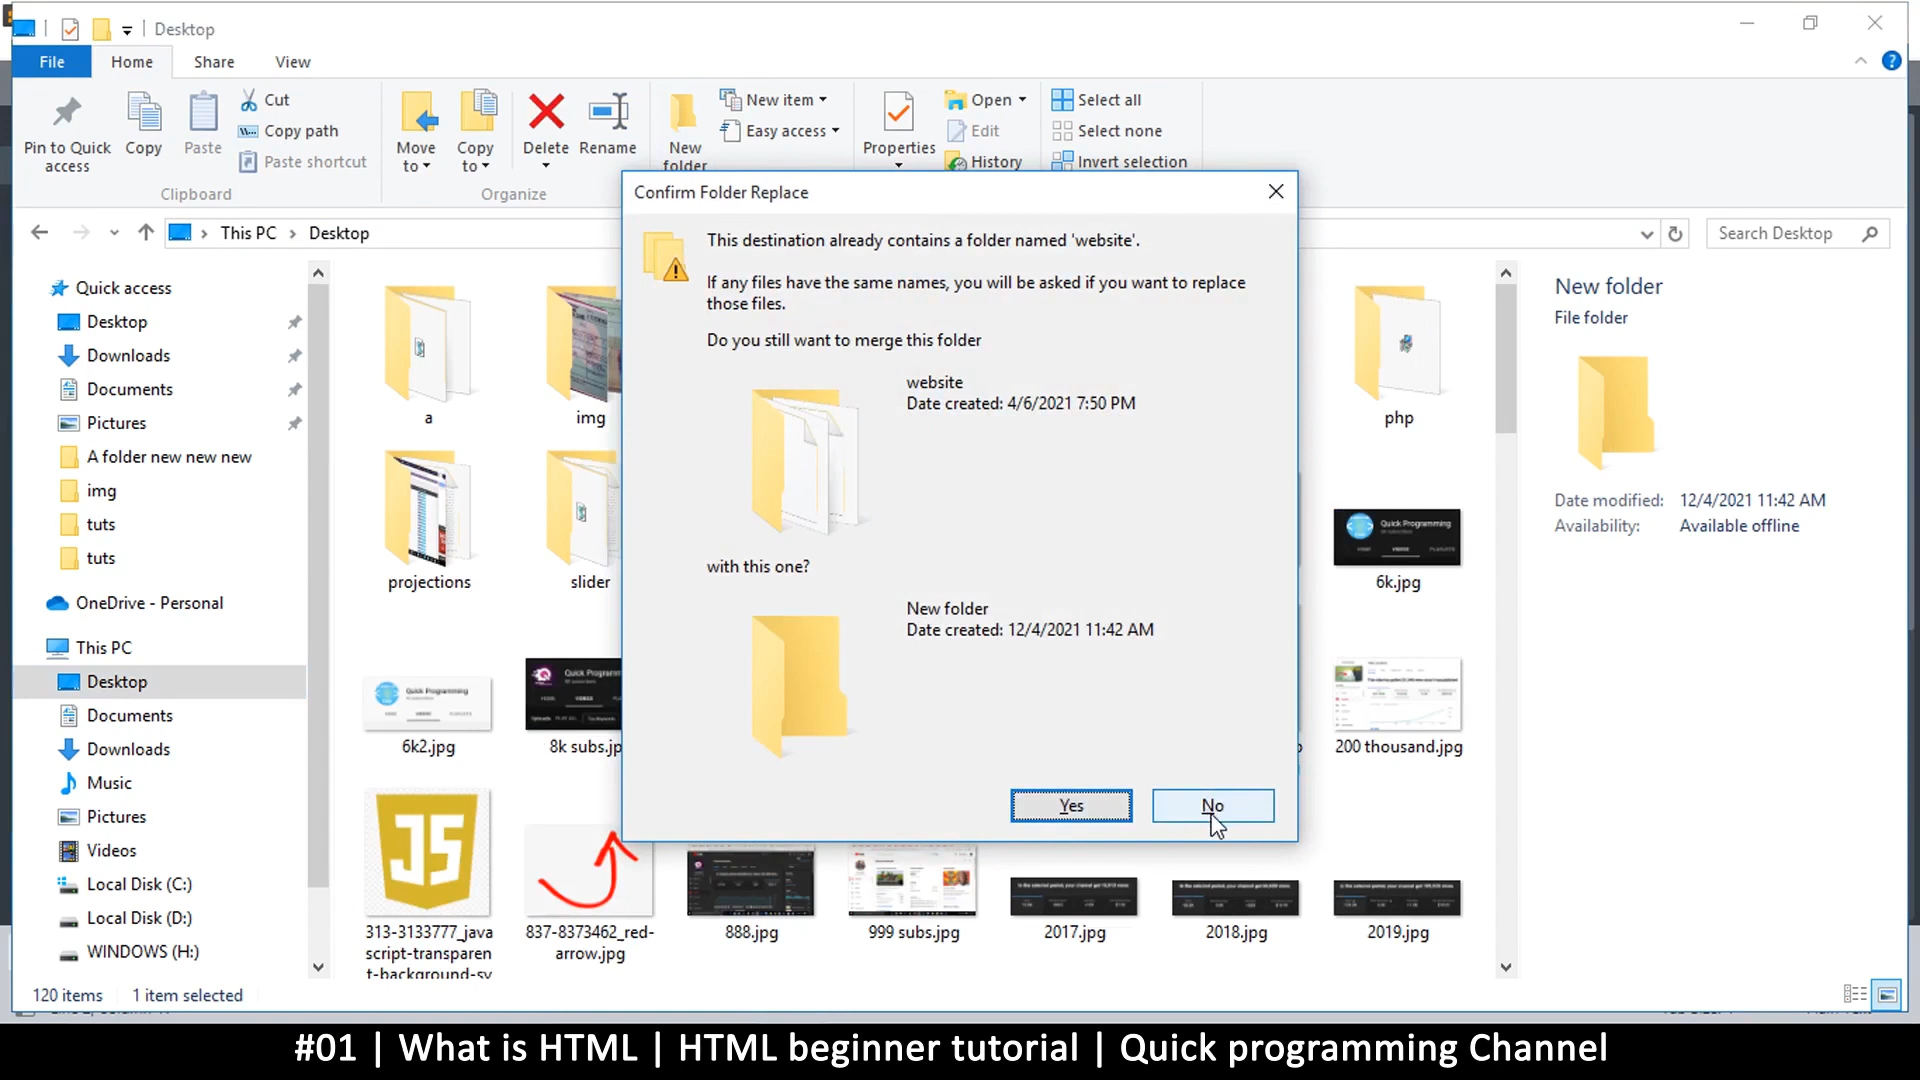 Desktop
File
Home
Share
View
Pin to Quick
access
Copy
Paste
Cut
Copy path
Paste shortcut
Clipboard
Move
to
Copy
to
Delete
Rename
Organize
New
folder
New item
Easy access
Properties
Open
Edit
History
Select all
Select none
Invert selection
This PC
Desktop
Search Desktop
Quick access
Desktop
Downloads
Documents
Pictures
A folder new new new
img
tuts
tuts
OneDrive - Personal
This PC
Desktop
Documents
Downloads
Music
Pictures
Videos
Local Disk (C:)
Local Disk (D:)
WINDOWS (H:)
120 items
1 item selected
a
img
php
projections
slider
6k.jpg
6k2.jpg
8k subs.jp
200 thousand.jpg
JS
313-3133777_java
script-transparen
t-background-sv
837-8373462_red-
arrow.jpg
888.jpg
999 subs.jpg
2017.jpg
2018.jpg
2019.jpg
Quick Programming
Quick Programming
Confirm Folder Replace
This destination already contains a folder named 'website'.
If any files have the same names, you will be asked if you want to replace
those files.
Do you still want to merge this folder
website
Date created: 4/6/2021 7:50 PM
with this one?
New folder
Date created: 12/4/2021 11:42 AM
Yes
No
New folder
File folder
Date modified: 12/4/2021 11:42 AM
Availability: Available offline
#01 | What is HTML | HTML beginner tutorial | Quick programming Channel